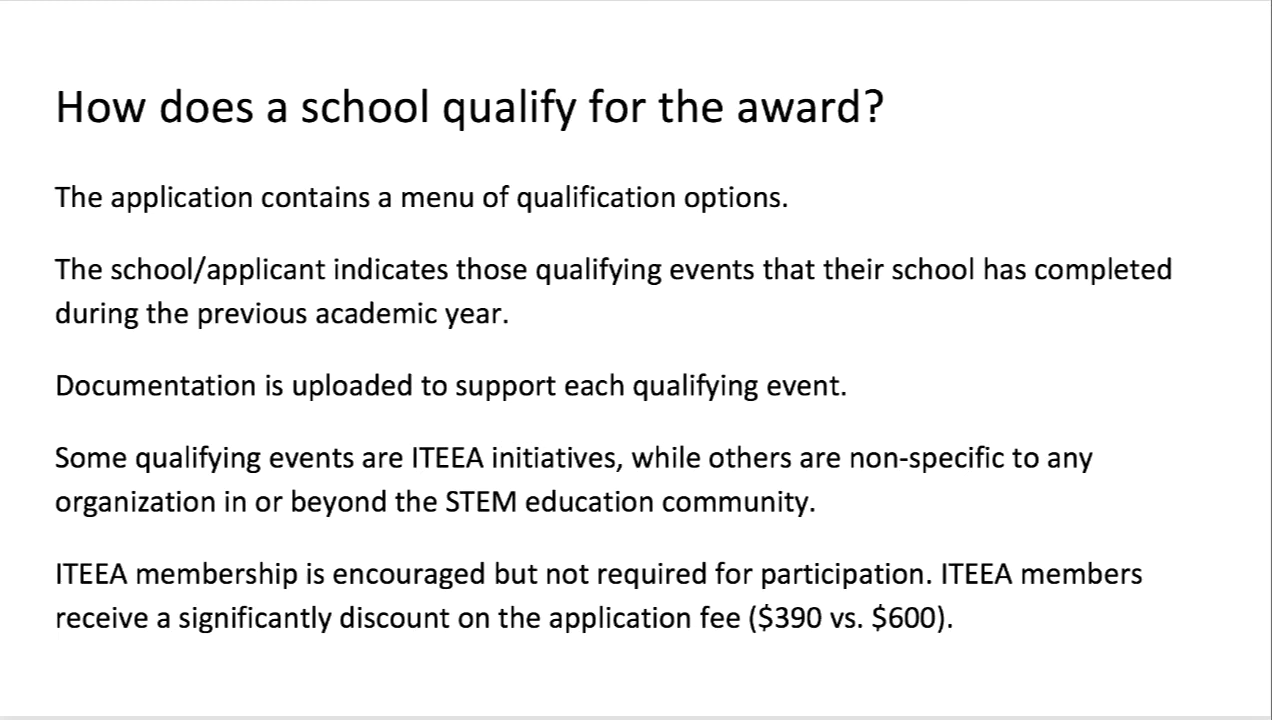 How does a school qualify for the award?
The application contains a menu of qualification options.
The school/applicant indicates those qualifying events that their school has completed
during the previous academic year.
Documentation is uploaded to support each qualifying event.
Some qualifying events are ITEEA initiatives, while others are non-specific to any
organization in or beyond the STEM education community.
ITEEA membership is encouraged but not required for participation. ITEEA members
receive a significantly discount on the application fee ($390 vs. $600).